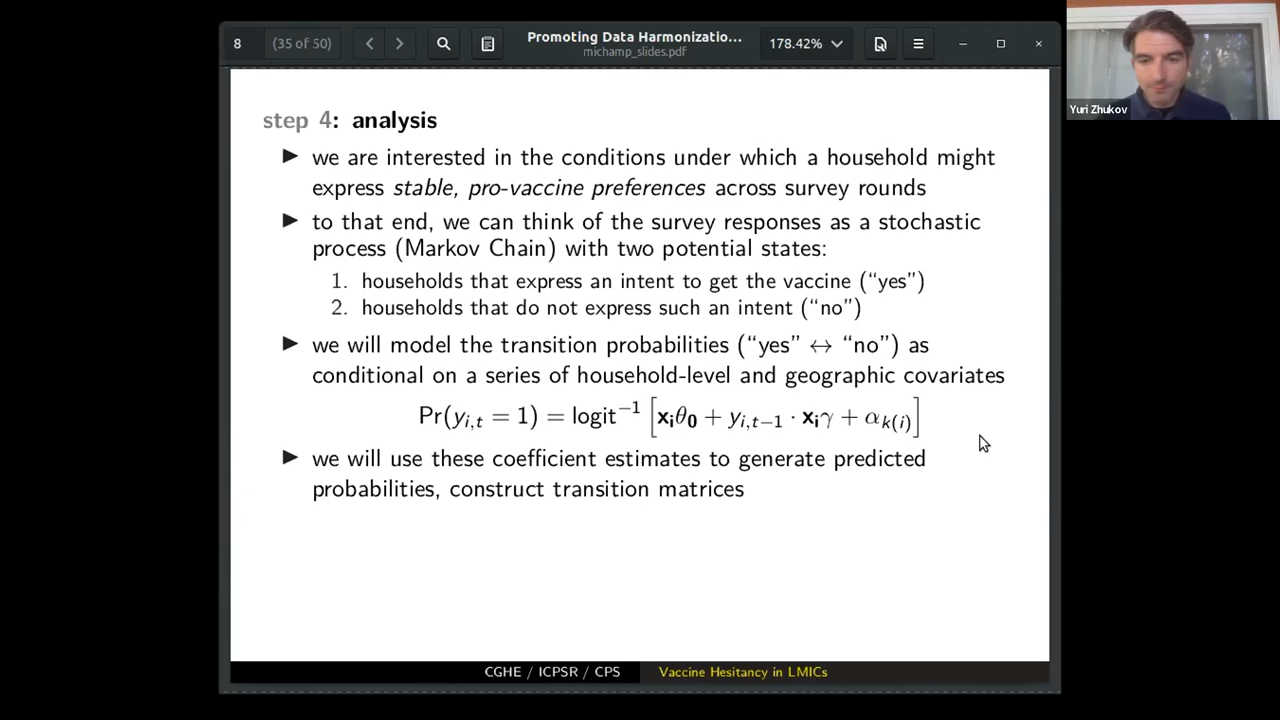 8 (35 of 50) Promoting Data Harmonizatio... 178.42%
michamp_slides.pdf
Yuri Zhukov
step 4: analysis
▶ we are interested in the conditions under which a household might
express stable, pro-vaccine preferences across survey rounds
▶ to that end, we can think of the survey responses as a stochastic
process (Markov Chain) with two potential states:
1. households that express an intent to get the vaccine (“yes”)
2. households that do not express such an intent (“no”)
▶ we will model the transition probabilities (“yes” ↔ “no”) as
conditional on a series of household-level and geographic covariates
Pr(y_{i,t} = 1) = logit^{−1} [x_iθ_0 + y_{i,t−1} · x_iγ + α_{k(i)}]
▶ we will use these coefficient estimates to generate predicted
probabilities, construct transition matrices
CGHE / ICPSR / CPS Vaccine Hesitancy in LMICs